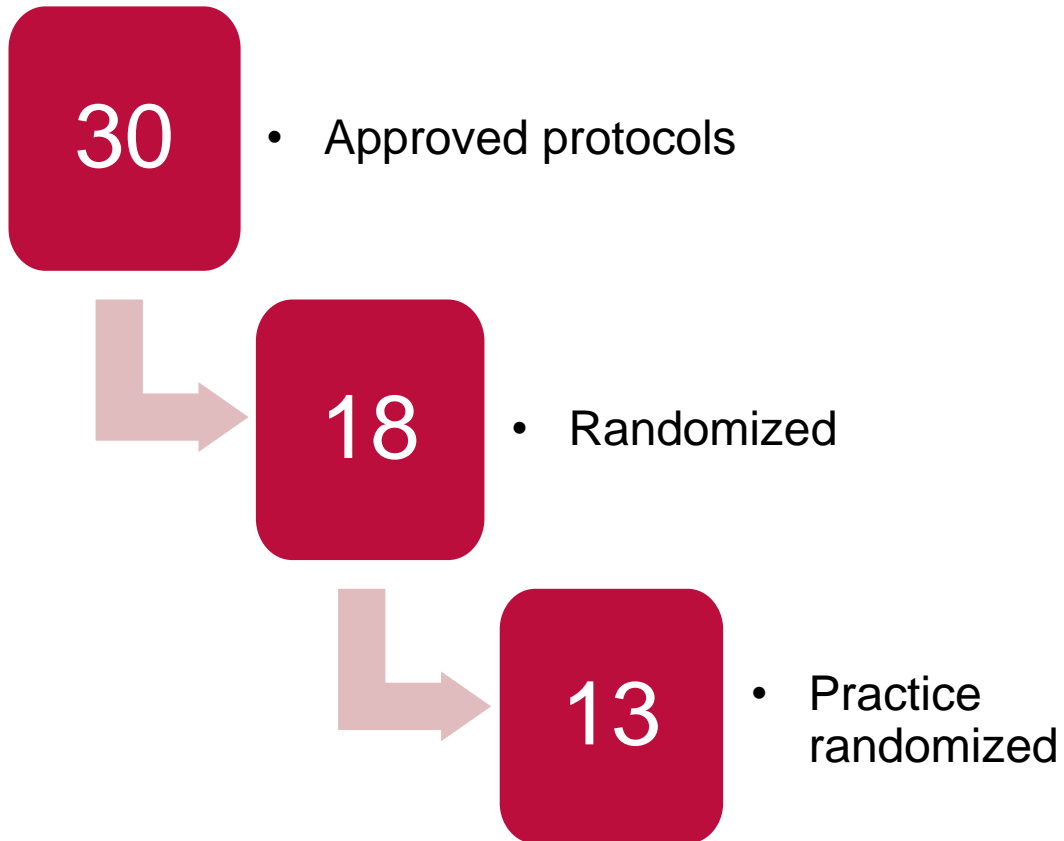 30
• Approved protocols
18
• Randomized
13
• Practice
randomized